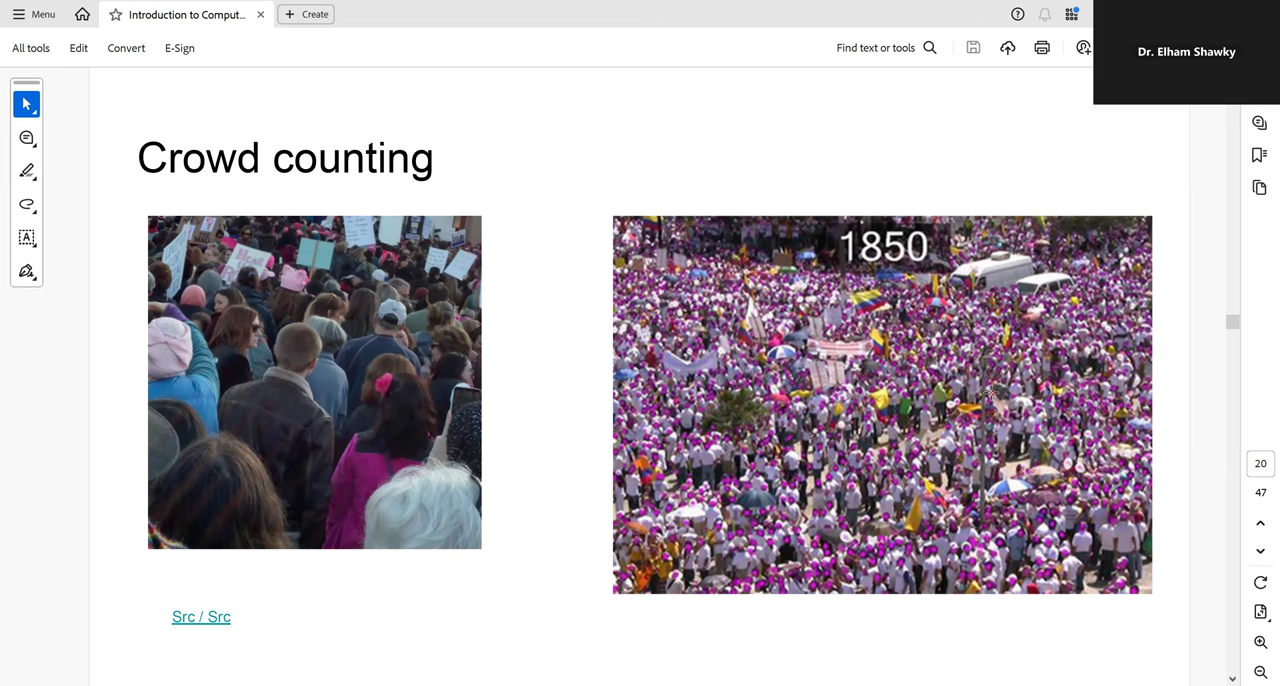 Menu
Introduction to Comput...
Create
All tools
Edit
Convert
E-Sign
Find text or tools
Dr. Elham Shawky
Crowd counting
1850
Src / Src
20
47